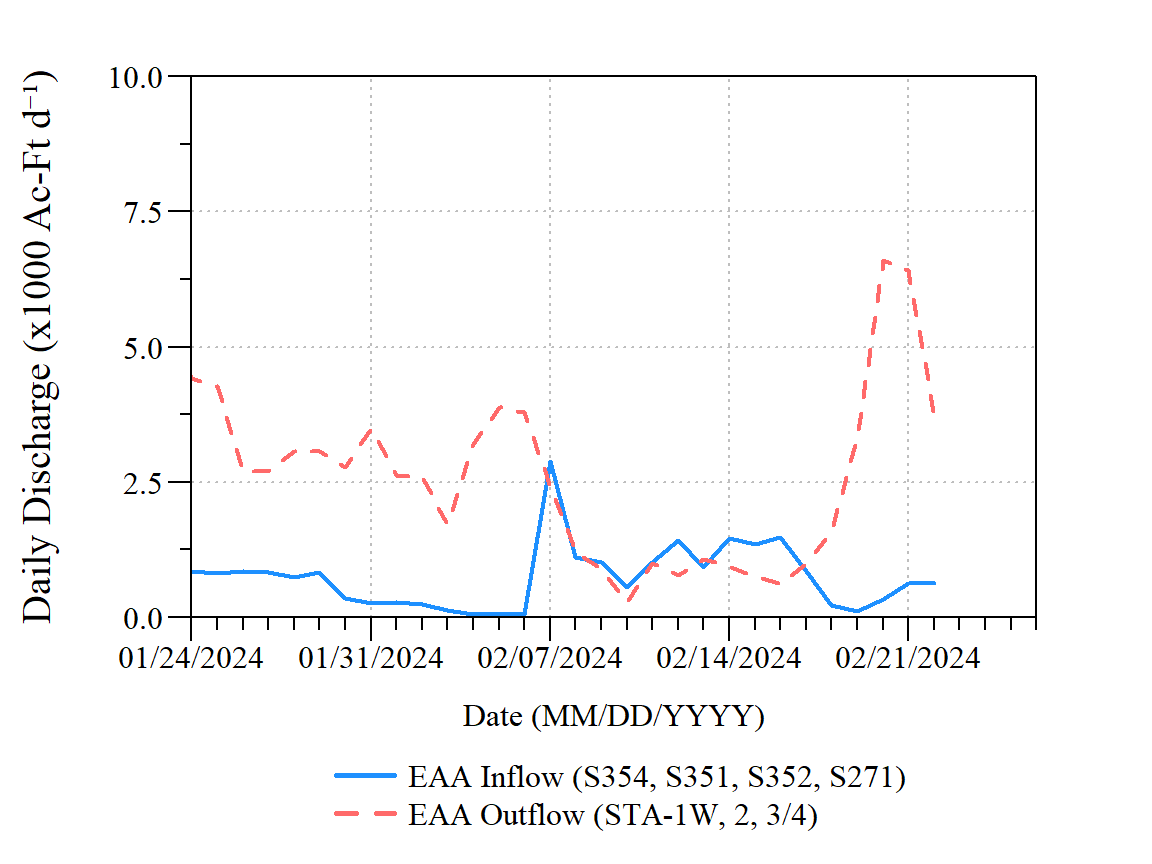 Daily Discharge (x1000 Ac-Ft d⁻¹)
10.0
7.5
5.0
2.5
0.0
01/24/2024 01/31/2024 02/07/2024 02/14/2024 02/21/2024
Date (MM/DD/YYYY)
EAA Inflow (S354, S351, S352, S271)
EAA Outflow (STA-1W, 2, 3/4)